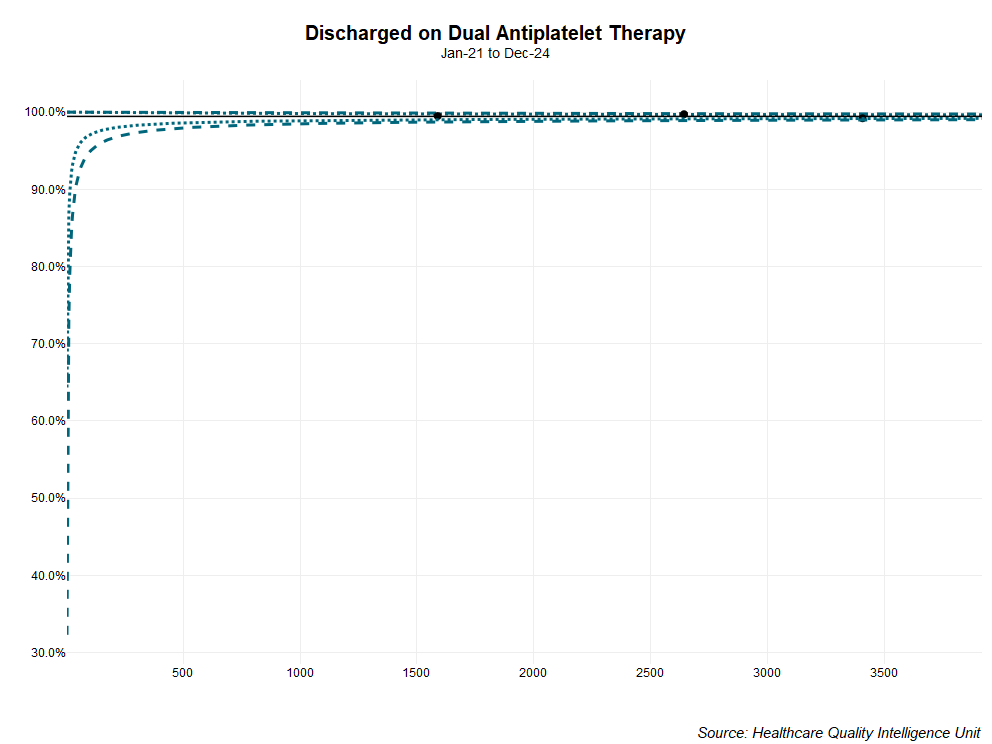 Discharged on Dual Antiplatelet Therapy
Jan-21 to Dec-24
100.0%
90.0%
80.0%
70.0%
60.0%
50.0%
40.0%
30.0%
500 1000 1500 2000 2500 3000 3500
Source: Healthcare Quality Intelligence Unit